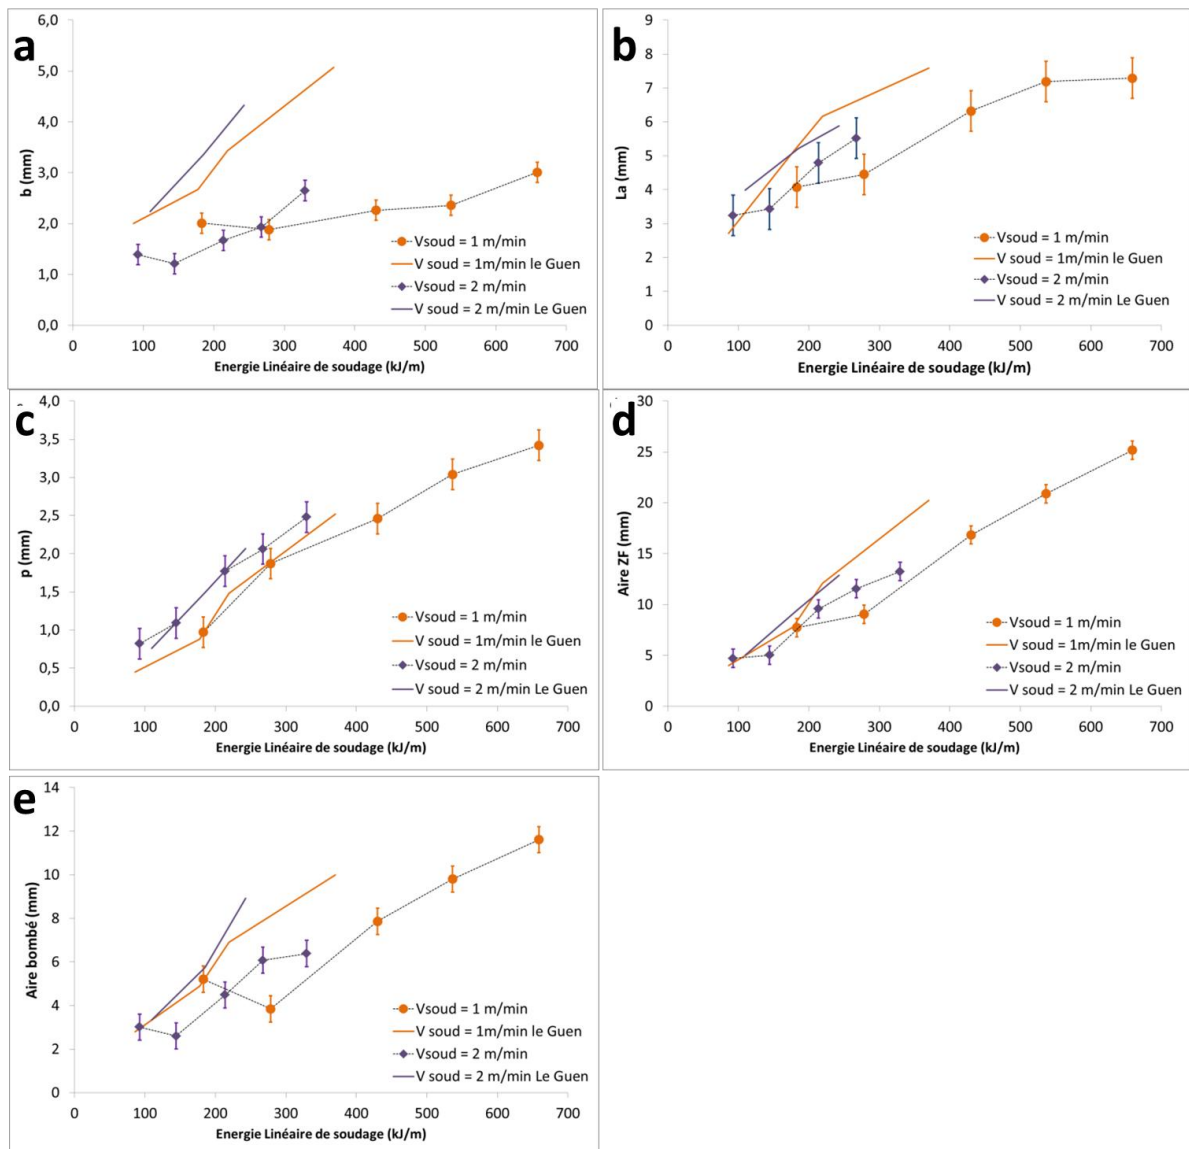 a
6,0
5,0
4,0
3,0
2,0
1,0
0,0
b (mm)
0 100 200 300 400 500 600 700
Energie Linéaire de soudage (kJ/m)
Vsoud = 1 m/min
V soud = 1m/min le Guen
Vsoud = 2 m/min
V soud = 2 m/min Le Guen
b
9
8
7
6
5
4
3
2
1
0
La (mm)
0 100 200 300 400 500 600 700
Energie Linéaire de soudage (kJ/m)
Vsoud = 1 m/min
V soud = 1m/min le Guen
Vsoud = 2 m/min
V soud = 2 m/min Le Guen
c
4,0
3,5
3,0
2,5
2,0
1,5
1,0
0,5
0,0
p (mm)
0 100 200 300 400 500 600 700
Energie Linéaire de soudage (kJ/m)
Vsoud = 1 m/min
V soud = 1m/min le Guen
Vsoud = 2 m/min
V soud = 2 m/min Le Guen
d
30
25
20
15
10
5
0
Aire ZF (mm)
0 100 200 300 400 500 600 700
Energie Linéaire de soudage (kJ/m)
Vsoud = 1 m/min
V soud = 1m/min le Guen
Vsoud = 2 m/min
V soud = 2 m/min Le Guen
e
14
12
10
8
6
4
2
0
Aire bombé (mm)
0 100 200 300 400 500 600 700
Energie Linéaire de soudage (kJ/m)
Vsoud = 1 m/min
V soud = 1m/min le Guen
Vsoud = 2 m/min
V soud = 2 m/min Le Guen